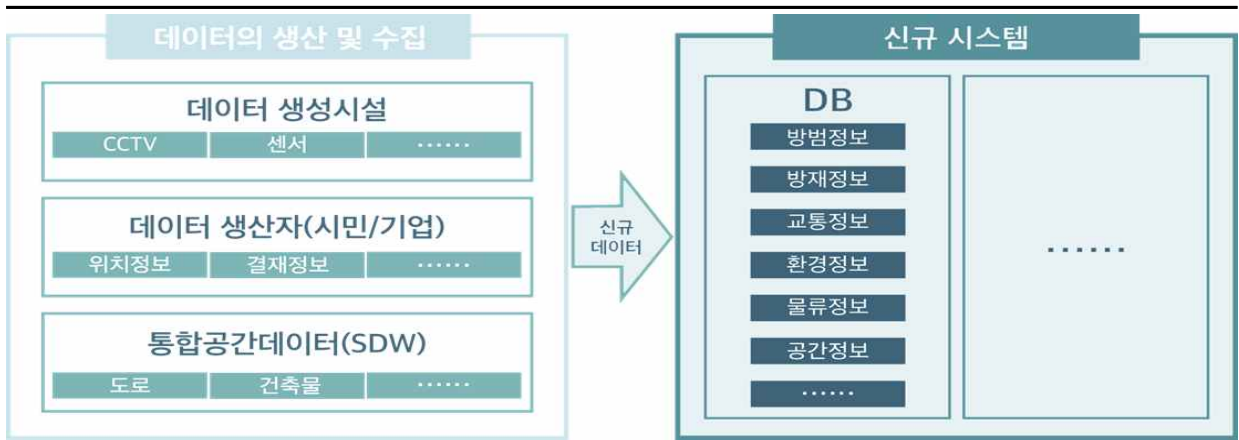 데이터의 생산 및 수집
데이터 생성시설
CCTV 센서 ······
데이터 생산자(시민/기업)
위치정보 결재정보 ······
통합공간데이터(SDW)
도로 건축물 ······
신규
데이터
신규 시스템
DB
방범정보
방재정보
교통정보
환경정보
물류정보
공간정보
······
······